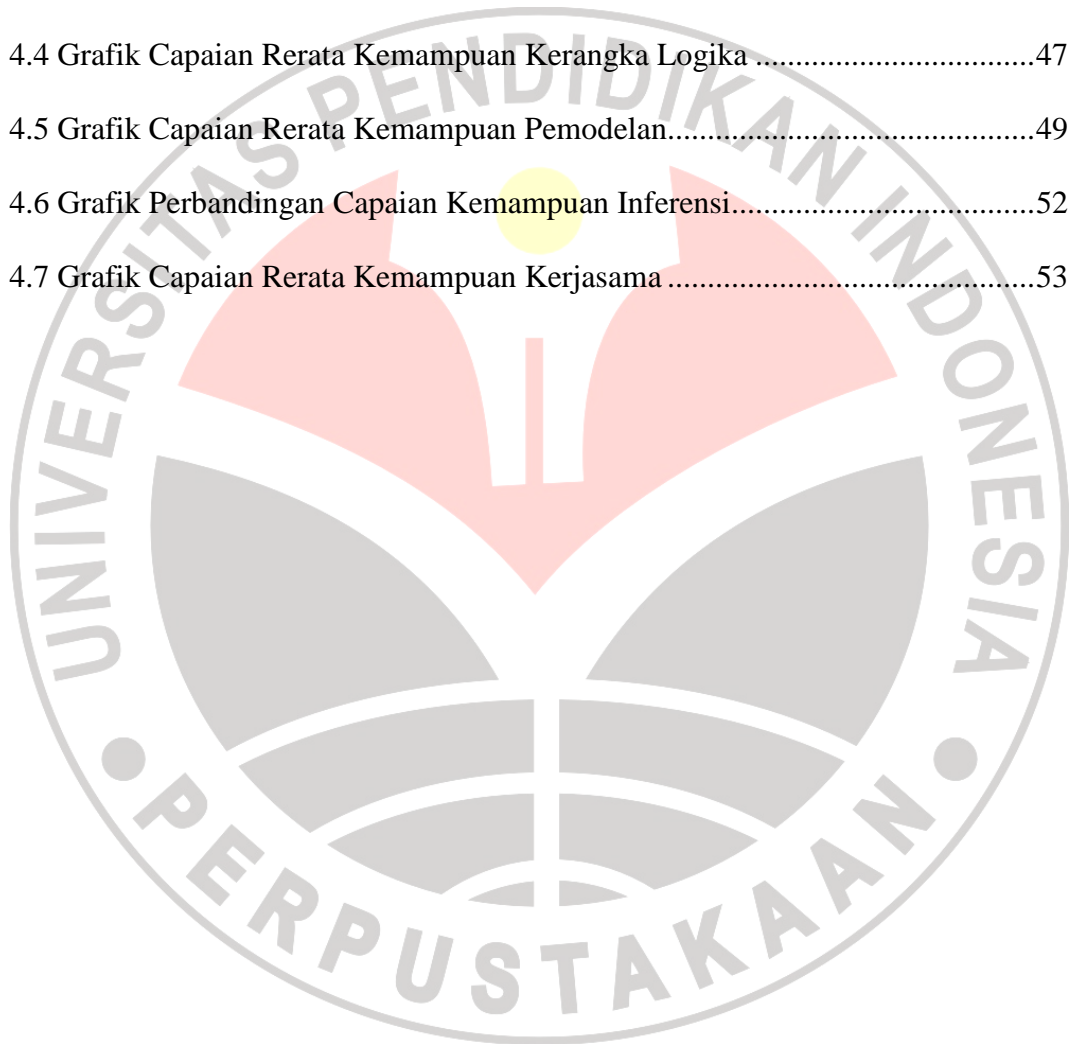 4.4 Grafik Capaian Rerata Kemampuan Kerangka Logika ..................................47
4.5 Grafik Capaian Rerata Kemampuan Pemodelan............................................49
4.6 Grafik Perbandingan Capaian Kemampuan Inferensi....................................52
4.7 Grafik Capaian Rerata Kemampuan Kerjasama ............................................53
UNIVERSITAS PENDIDIKAN INDONESIA
PERPUSTAKAAN